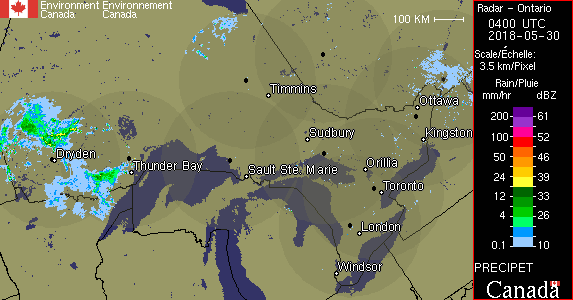 Environment Environnement
Canada Canada
100 KM
Radar – Ontario
0400 UTC
2018-05-30
Scale/Échelle:
3.5 km/Pixel
Rain/Pluie
mm/hr dBZ
200 61
100 52
50 46
24 39
12 33
4 26
0.1 10
PRECIPET
Canada
Timmins
Ottawa
Sudbury
Kingston
Dryden
Thunder Bay
Sault Ste. Marie
Orillia
Toronto
London
Windsor